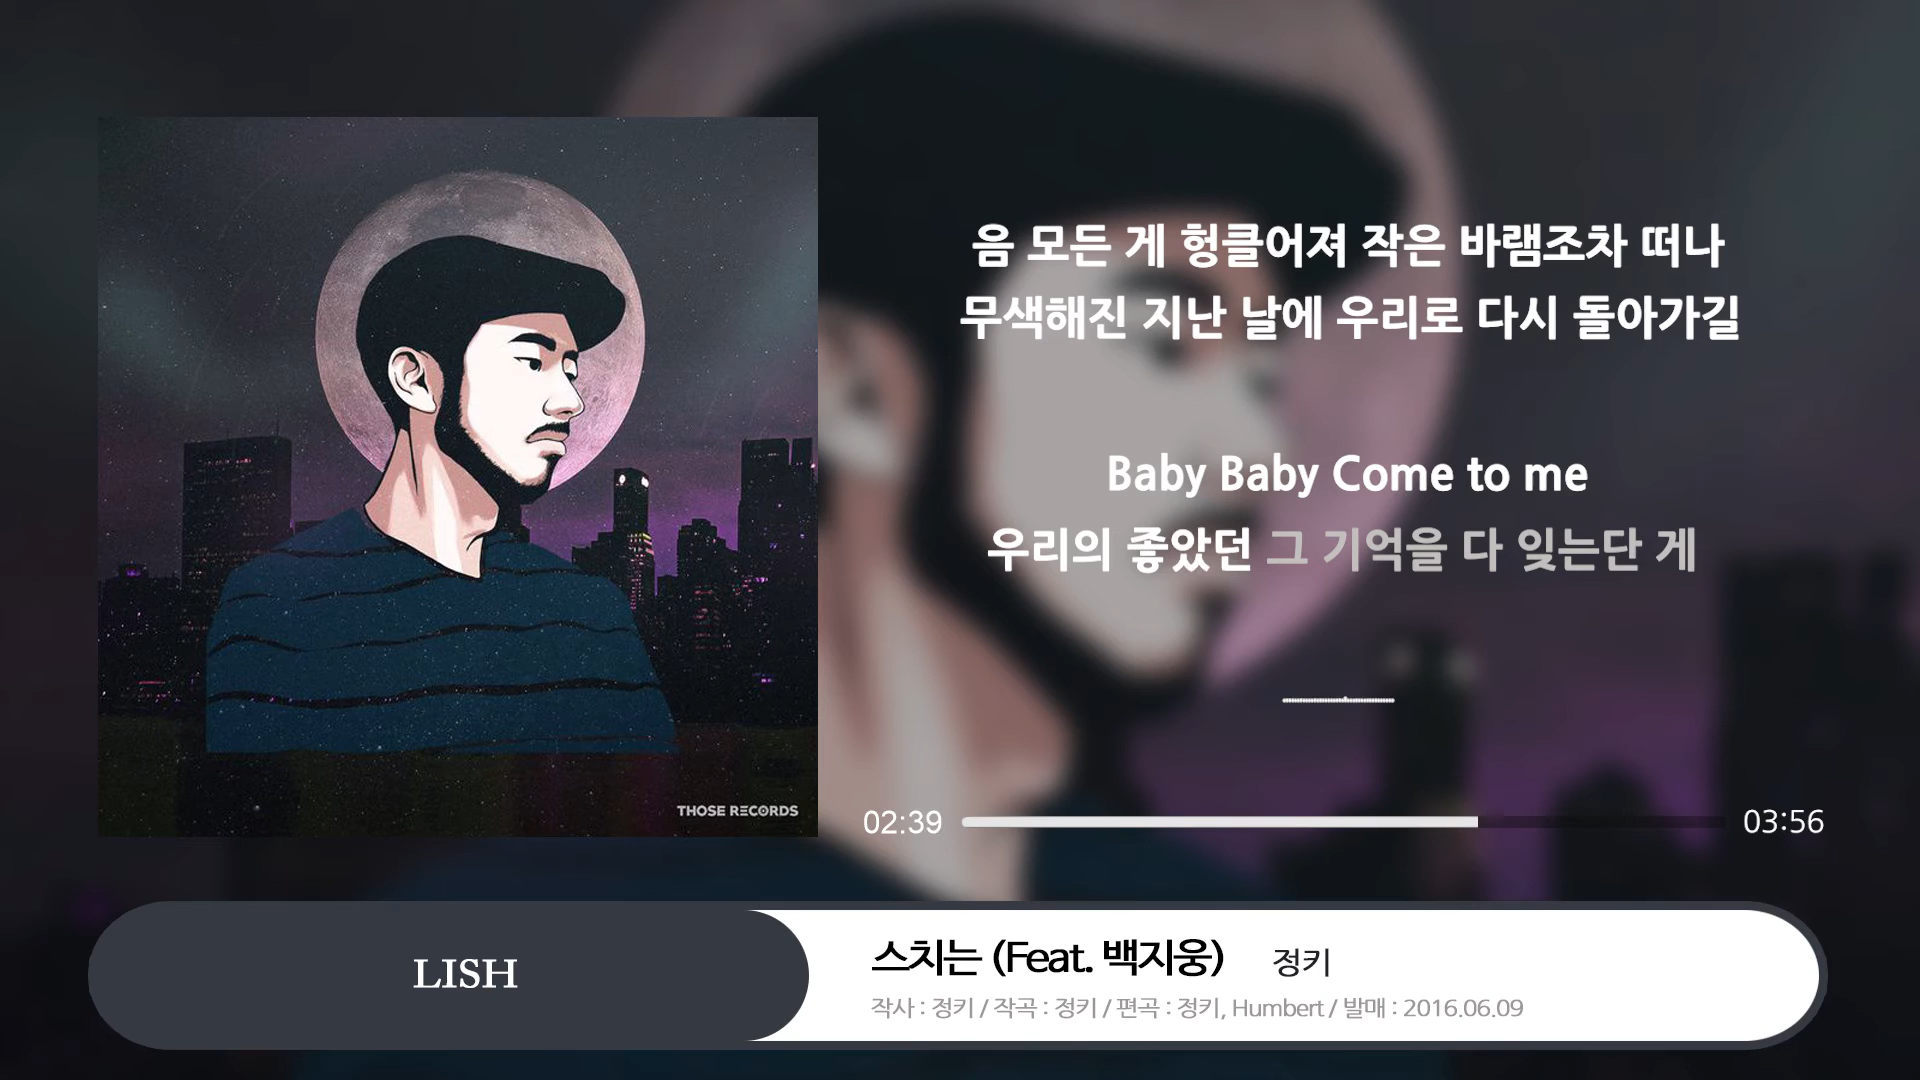 음 모든 게 헝클어져 작은 바램조차 떠나
무색해진 지난 날에 우리로 다시 돌아가길
Baby Baby Come to me
우리의 좋았던 그 기억을 다 잊는단 게
THOSE RECORDS
02:39
03:56
LISH
스치는 (Feat. 백지웅) 정키
작사 : 정키 / 작곡 : 정키 / 편곡 : 정키, Humbert / 발매 : 2016.06.09